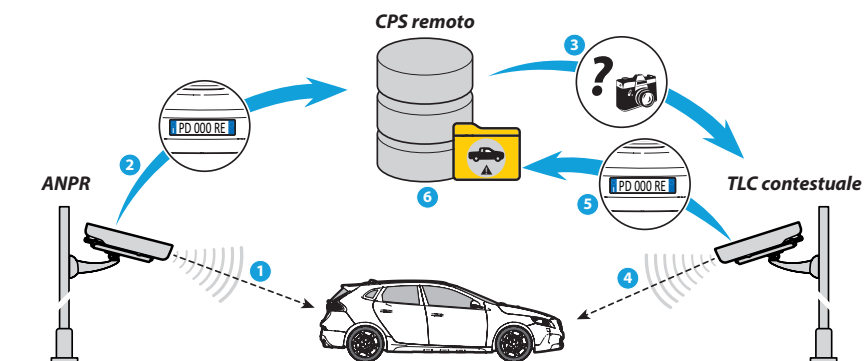 CPS remoto
3
?
PD 000 RE
2
ANPR
PD 000 RE
TLC contestuale
6
5
1
4